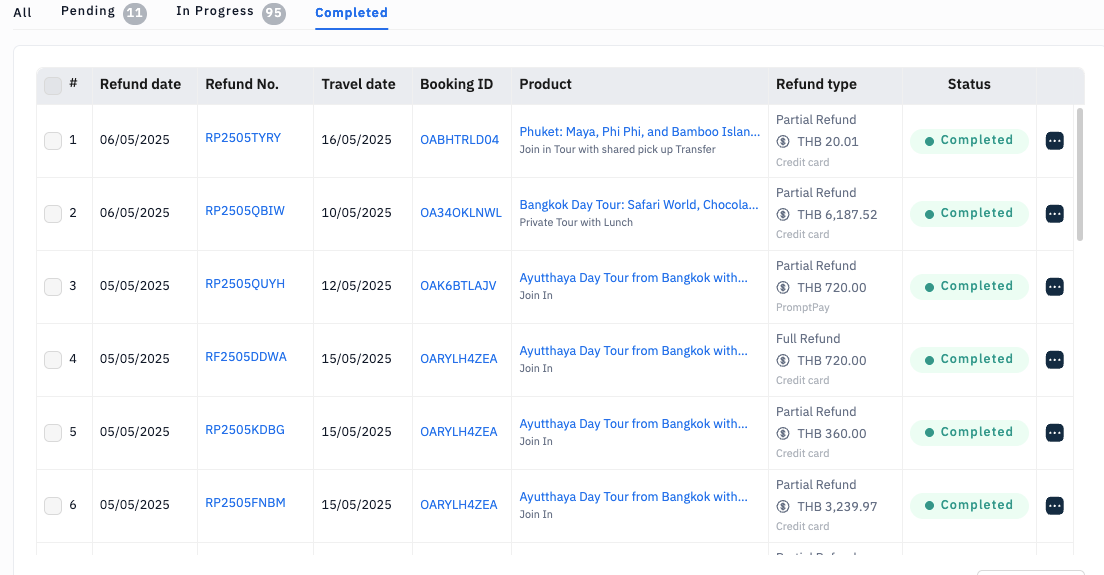 All Pending 11 In Progress 95 Completed
# Refund date Refund No. Travel date Booking ID Product Refund type Status
1 06/05/2025 RP2505TYRY 16/05/2025 OABHTRLD04 Phuket: Maya, Phi Phi, and Bamboo Islan...
Join in Tour with shared pick up Transfer
Partial Refund
THB 20.01
Credit card
Completed
2 06/05/2025 RP2505QBIW 10/05/2025 OA34OKLNWL Bangkok Day Tour: Safari World, Chocola...
Private Tour with Lunch
Partial Refund
THB 6,187.52
Credit card
Completed
3 05/05/2025 RP2505QUYH 12/05/2025 OAK6BTLAJV Ayutthaya Day Tour from Bangkok with...
Join In
Partial Refund
THB 720.00
PromptPay
Completed
4 05/05/2025 RF2505DDWA 15/05/2025 OARYLH4ZEA Ayutthaya Day Tour from Bangkok with...
Join In
Full Refund
THB 720.00
Credit card
Completed
5 05/05/2025 RP2505KDBG 15/05/2025 OARYLH4ZEA Ayutthaya Day Tour from Bangkok with...
Join In
Partial Refund
THB 360.00
Credit card
Completed
6 05/05/2025 RP2505FNBM 15/05/2025 OARYLH4ZEA Ayutthaya Day Tour from Bangkok with...
Join In
Partial Refund
THB 3,239.97
Credit card
Completed